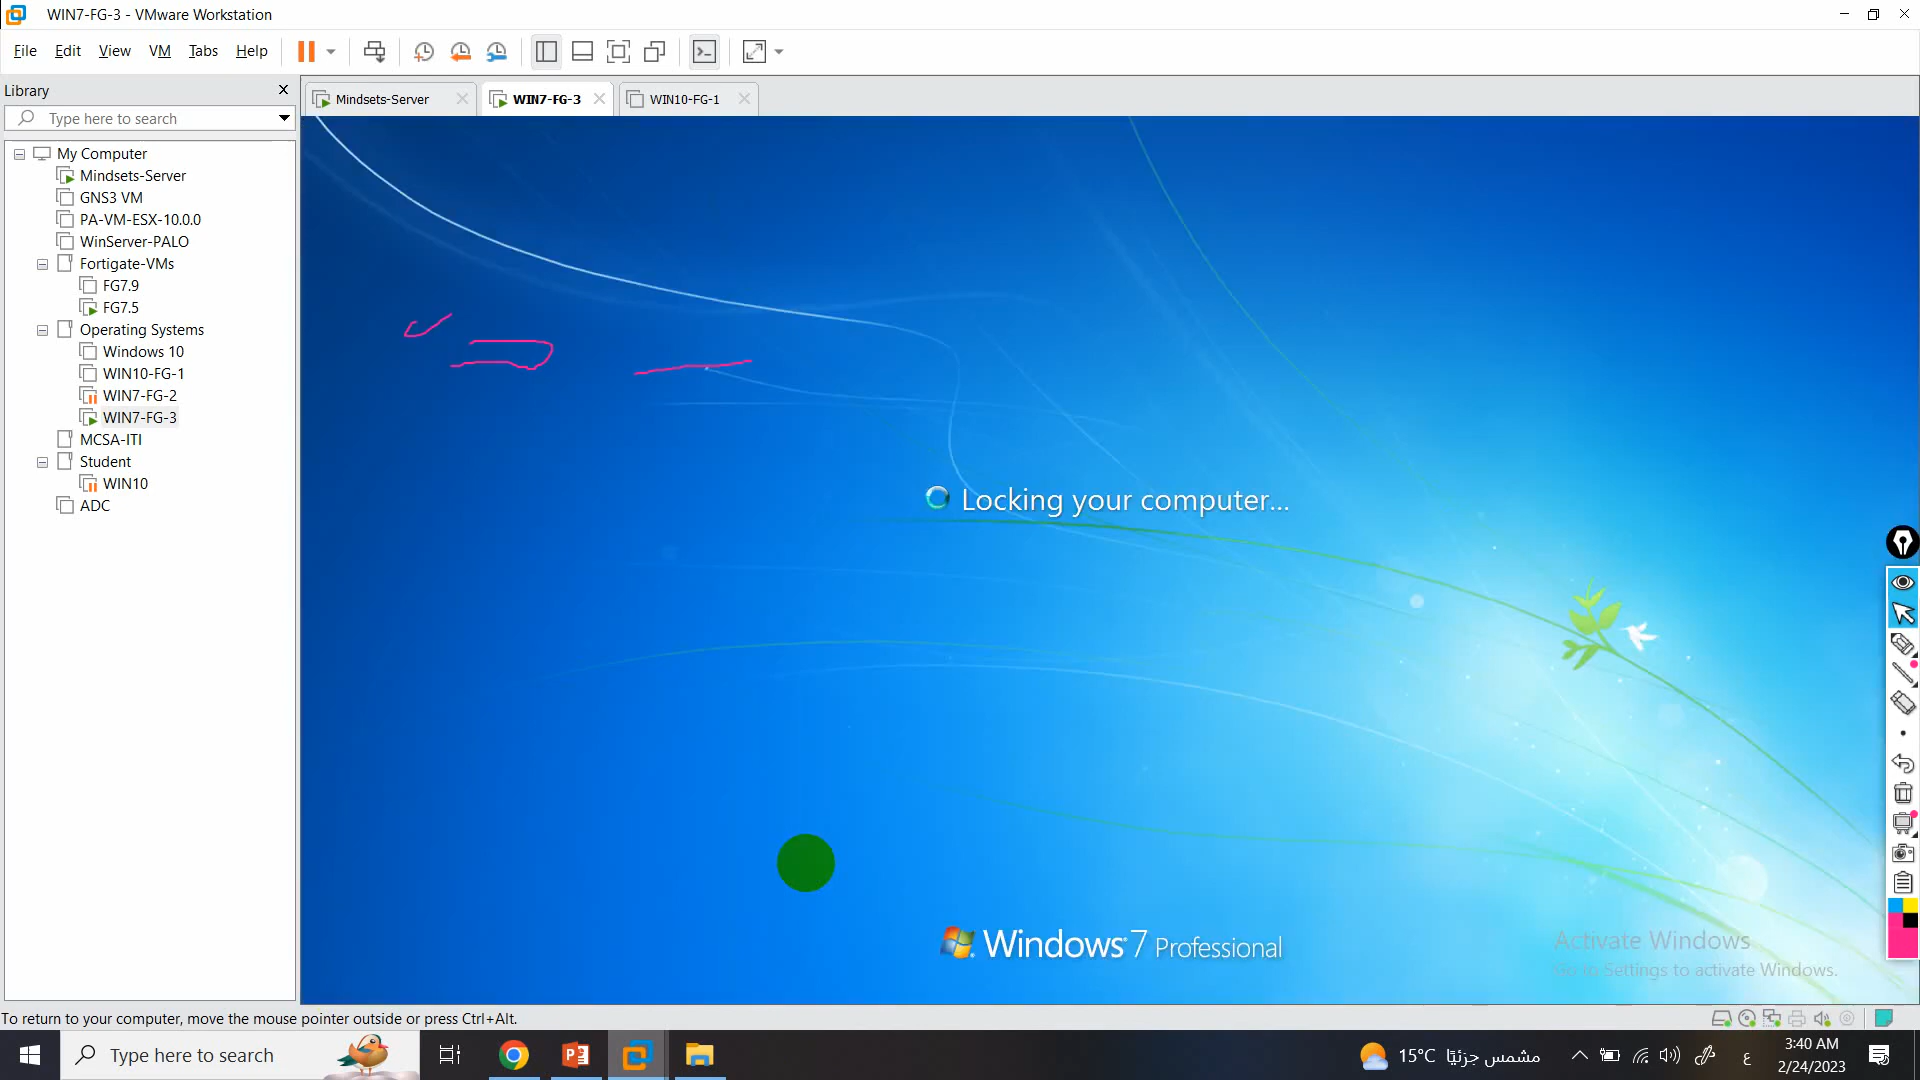 WIN7-FG-3 - VMware Workstation
File Edit View VM Tabs Help
Library
Type here to search
My Computer
Mindsets-Server
GNS3 VM
PA-VM-ESX-10.0.0
WinServer-PALO
Fortigate-VMs
FG7.9
FG7.5
Operating Systems
Windows 10
WIN10-FG-1
WIN7-FG-2
WIN7-FG-3
MCSA-ITI
Student
WIN10
ADC
Mindsets-Server WIN7-FG-3 WIN10-FG-1
Locking your computer...
Windows 7 Professional
Activate Windows
Go to Settings to activate Windows.
To return to your computer, move the mouse pointer outside or press Ctrl+Alt.
Type here to search
15°C مشمس جزئيًا
ع
3:40 AM
2/24/2023